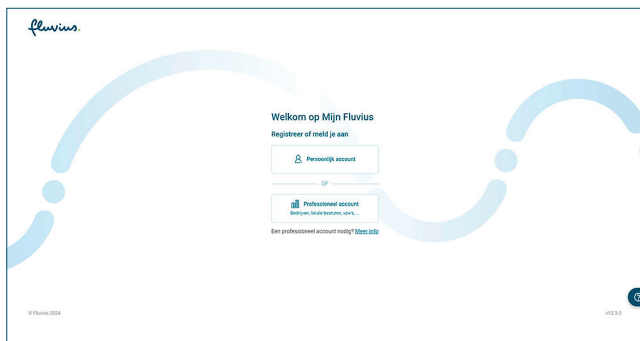 fluvius.
Welkom op Mijn Fluvius
Registreer of meld je aan
Persoonlijk account
OF
Professioneel account
Bedrijven, lokale besturen, vzw's, ...
Een professioneel account nodig? Meer info
© Fluvius 2024
v12.3.0